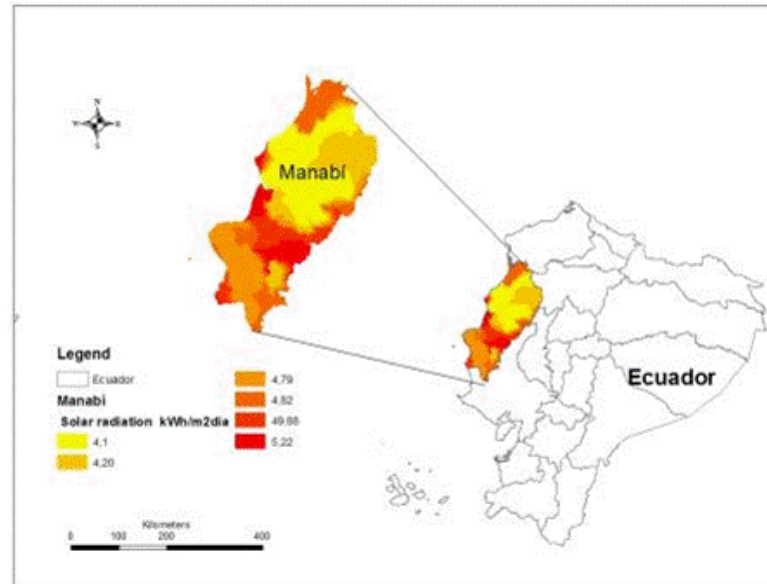 N
W
S
Manabí
Ecuador
Legend
Ecuador
Manabí
Solar radiation kWh/m2dia
4,1
4,20
4,79
4,82
49,88
5,22
Kilometers
0 100 200 400